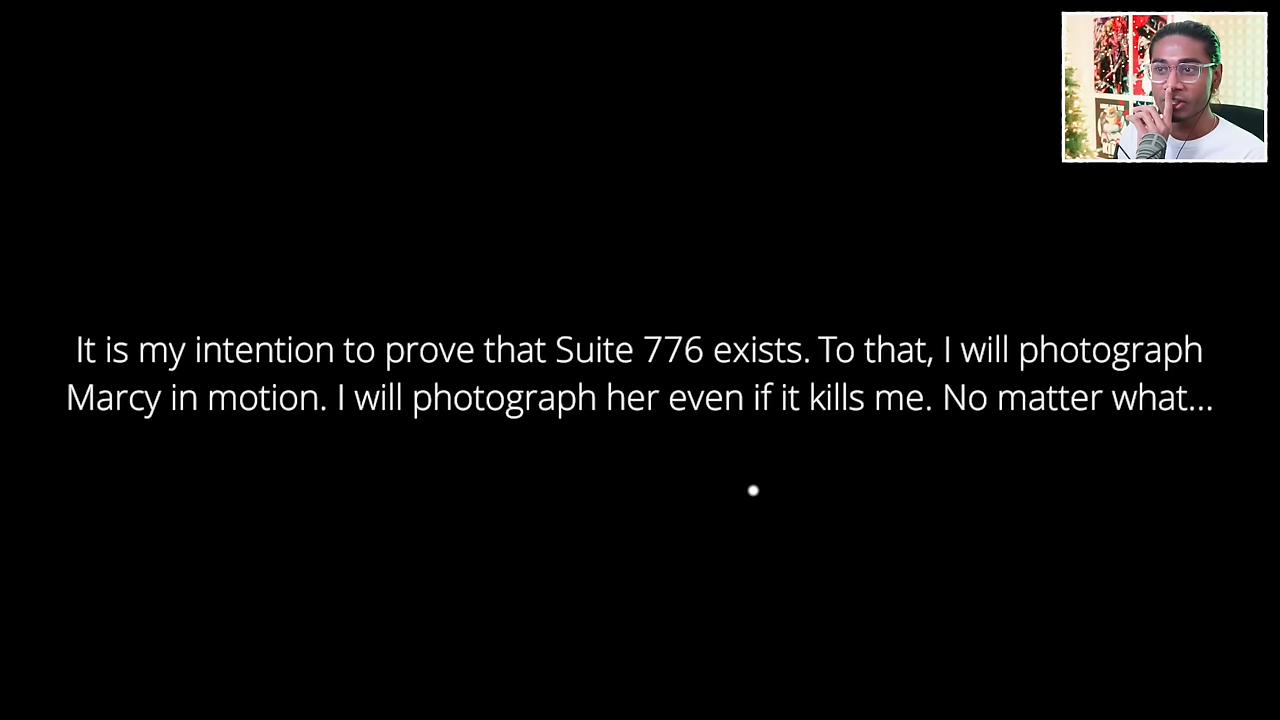 It is my intention to prove that Suite 776 exists. To that, I will photograph
Marcy in motion. I will photograph her even if it kills me. No matter what...